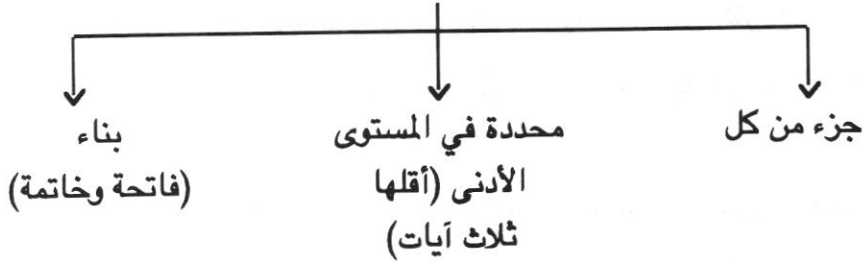 جزء من كل
محددة في المستوى
الأدنى (أقلها
ثلاث آيات)
بناء
(فاتحة وخاتمة)